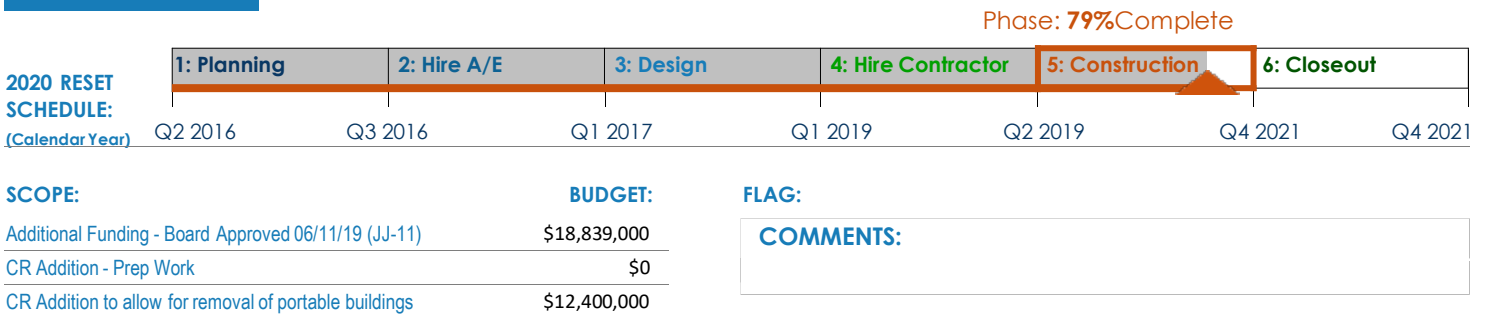 Phase: 79%Complete
2020 RESET SCHEDULE: (Calendar Year)
1: Planning 2: Hire A/E 3: Design 4: Hire Contractor 5: Construction 6: Closeout
Q2 2016 Q3 2016 Q1 2017 Q1 2019 Q2 2019 Q4 2021 Q4 2021
SCOPE: BUDGET: FLAG:
Additional Funding - Board Approved 06/11/19 (JJ-11) $18,839,000
COMMENTS:
CR Addition - Prep Work $0
CR Addition to allow for removal of portable buildings $12,400,000